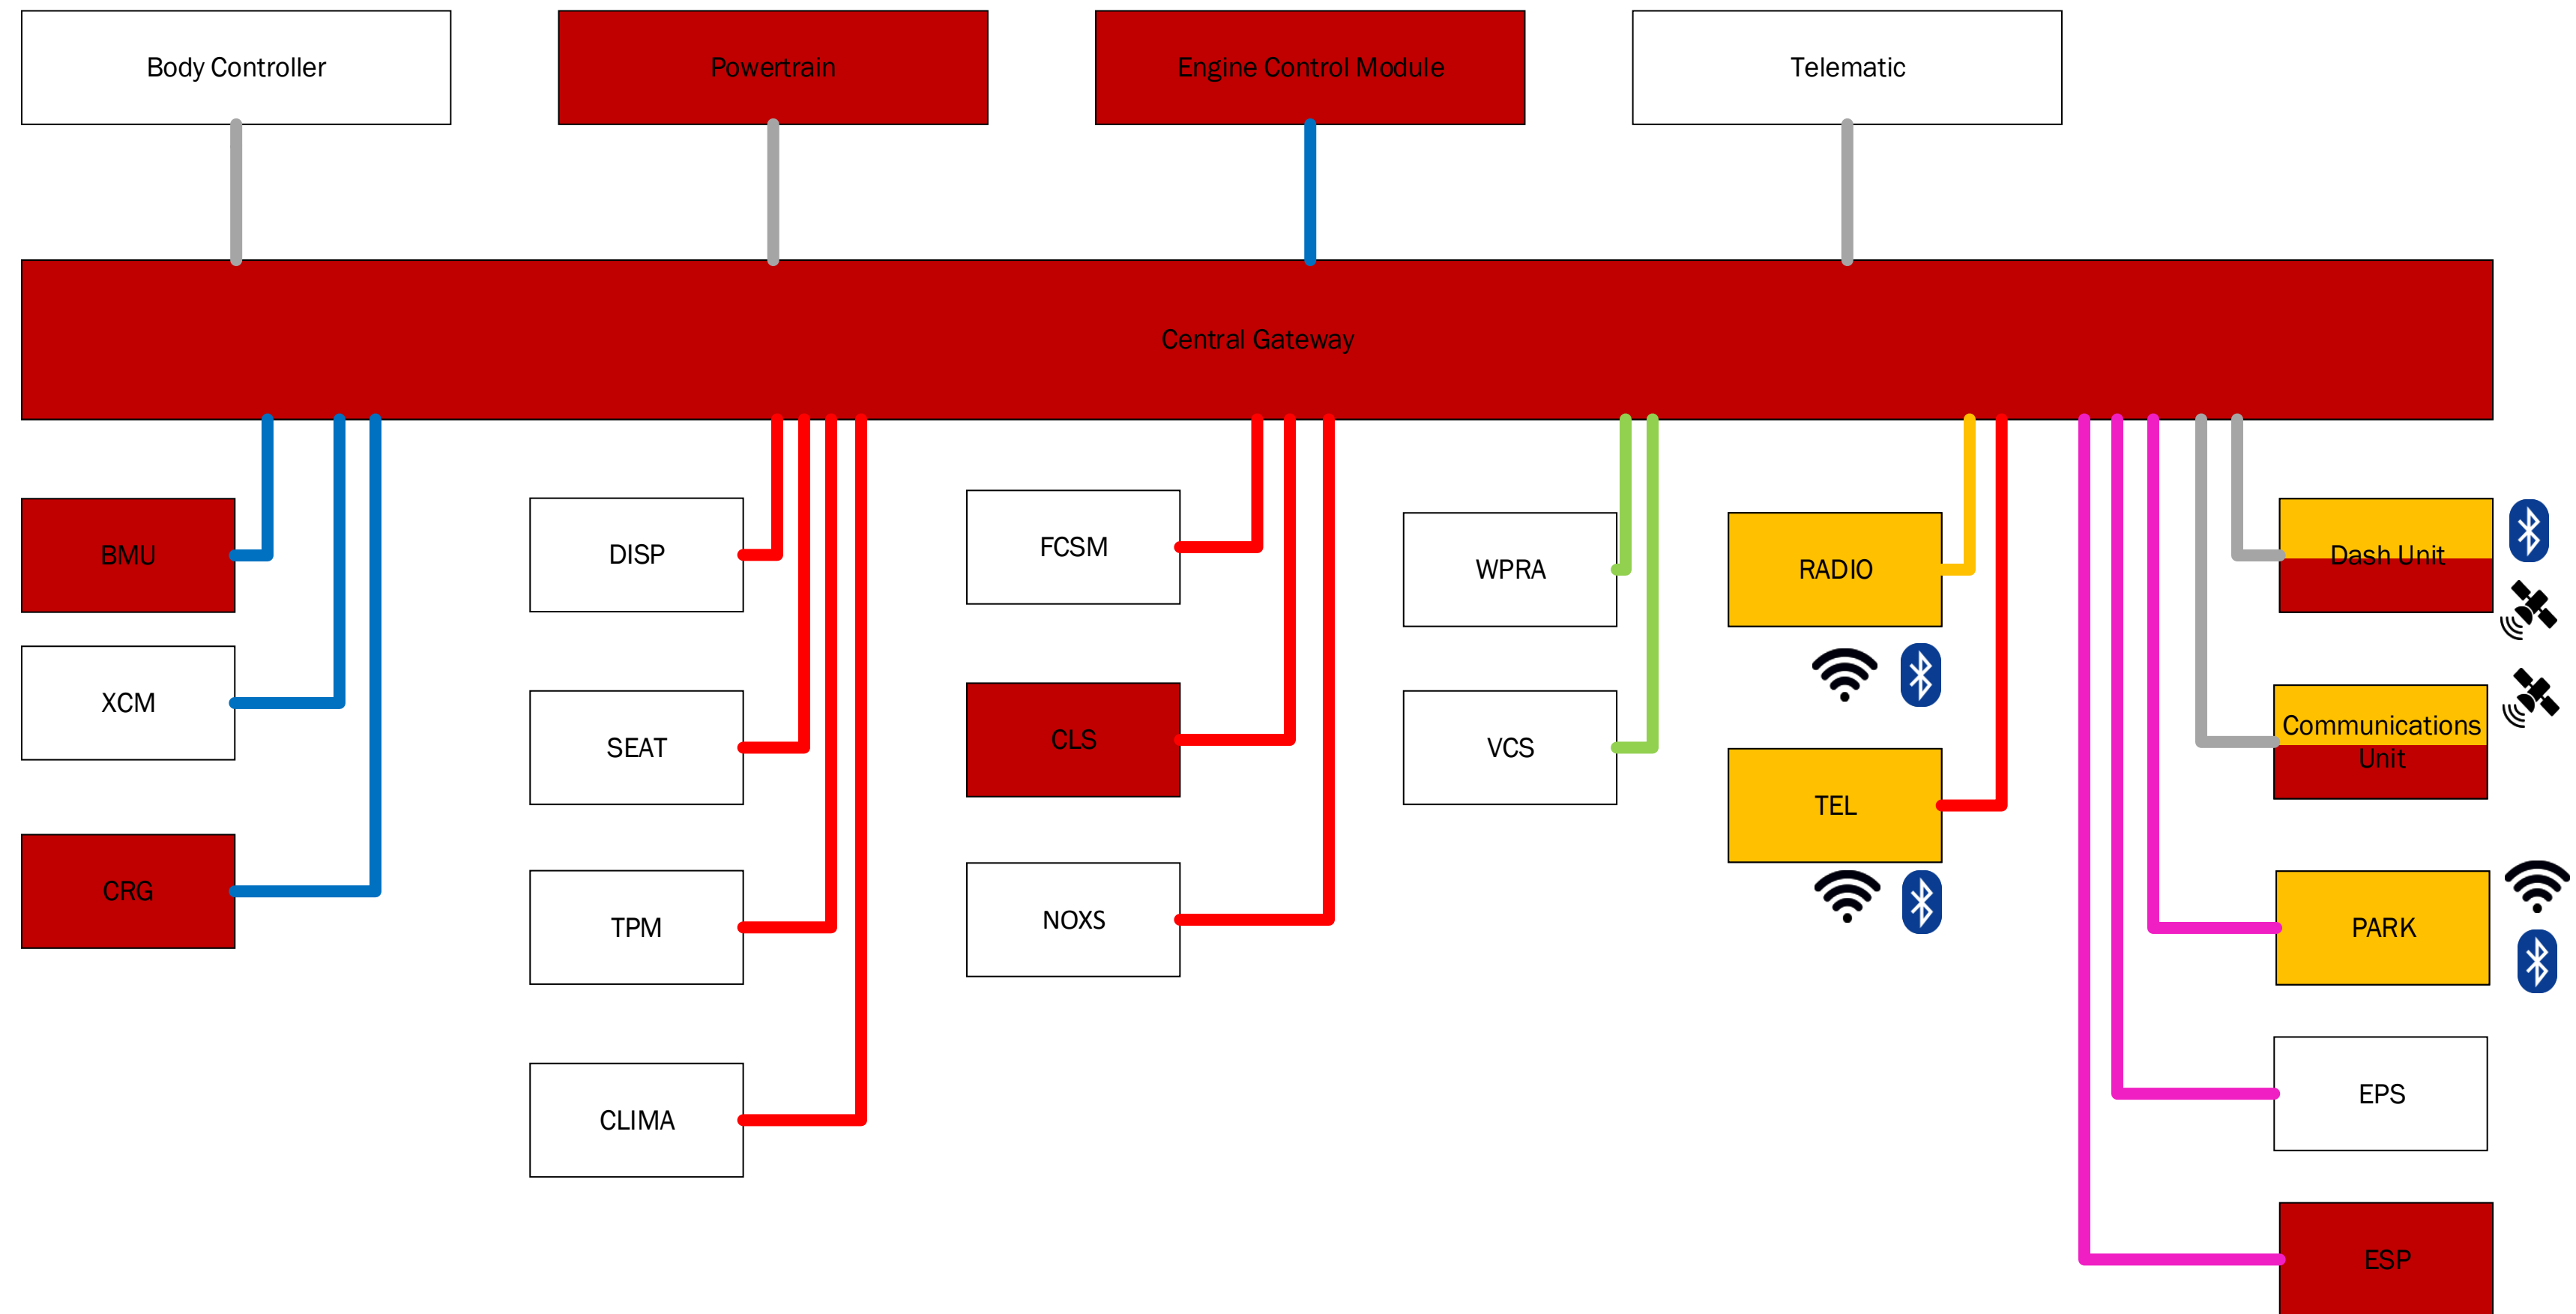 Body Controller
Powertrain
Engine Control Module
Telematic
Central Gateway
BMU
XCM
CRG
DISP
SEAT
TPM
CLIMA
FCSM
CLS
NOXS
WPRA
VCS
RADIO
TEL
Dash Unit
Communications
Unit
PARK
EPS
ESP